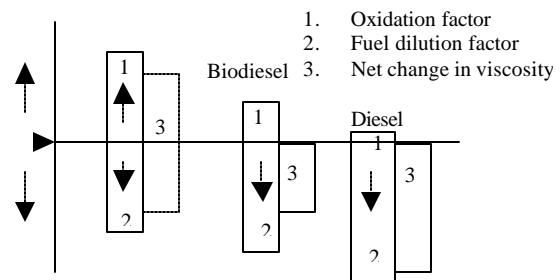 1. Oxidation factor
2. Fuel dilution factor
3. Net change in viscosity
Biodiesel
Diesel
1
3
2
1
3
2
1
3
2